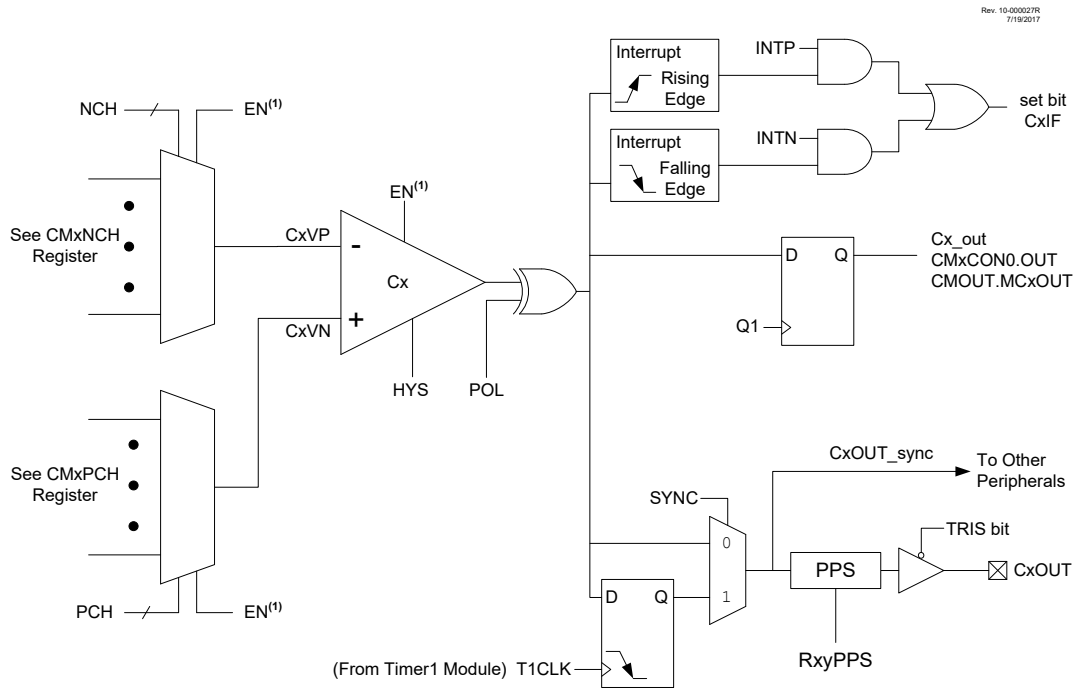 Rev. 10-000027R
7/19/2017
Interrupt
Rising
Edge
INTP
set bit
CxIF
NCH
EN(1)
Interrupt
Falling
Edge
INTN
EN(1)
See CMxNCH
Register
CxVP
-
Cx
+
CxVN
Cx_out
CMxCON0.OUT
CMOUT.MCxOUT
D Q
Q1
HYS
POL
See CMxPCH
Register
CxOUT_sync
To Other
Peripherals
SYNC
TRIS bit
0
1
PPS
CxOUT
D Q
PCH
EN(1)
RxyPPS
(From Timer1 Module) T1CLK